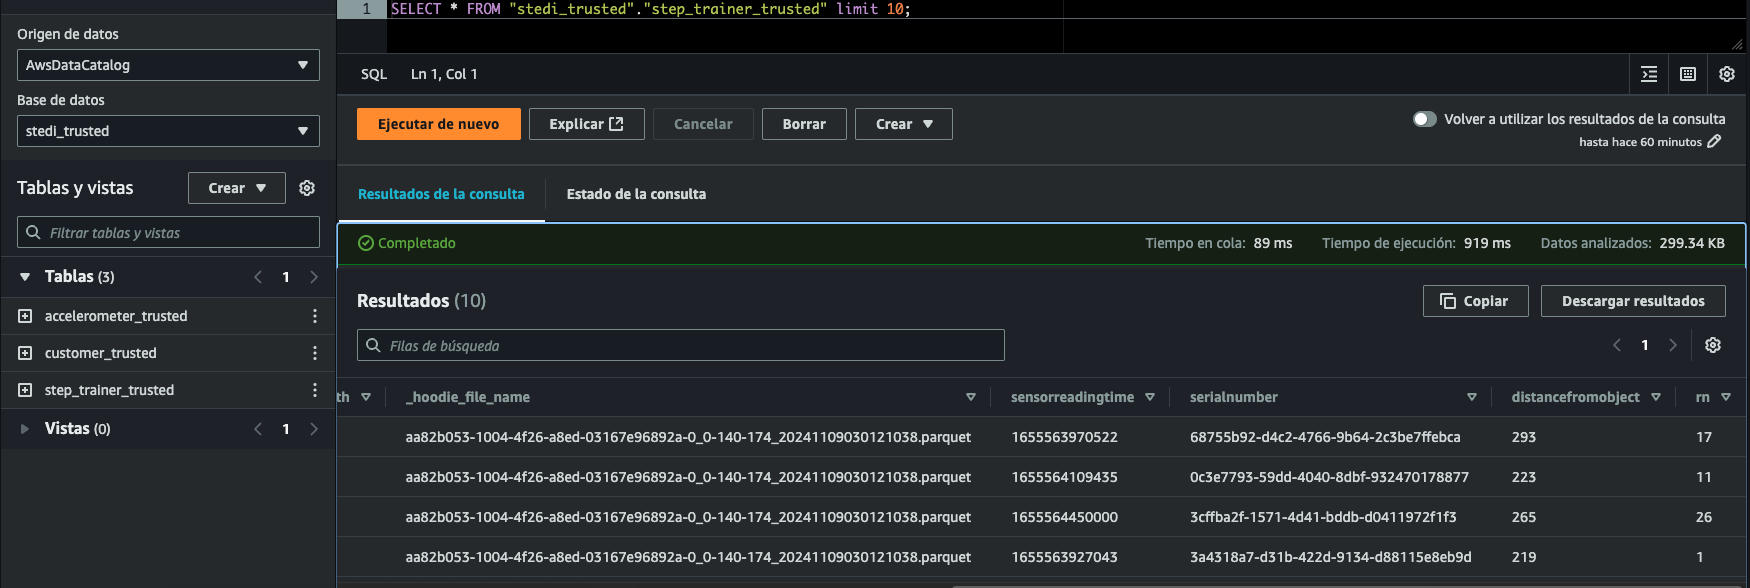 1 SELECT * FROM "stedi_trusted"."step_trainer_trusted" limit 10;
Origen de datos
AwsDataCatalog
Base de datos
stedi_trusted
Tablas y vistas
Crear
Filtrar tablas y vistas
Tablas (3)
1
accelerometer_trusted
customer_trusted
step_trainer_trusted
Vistas (0)
1
SQL Ln 1, Col 1
Ejecutar de nuevo
Explicar
Cancelar
Borrar
Crear
Volver a utilizar los resultados de la consulta
hasta hace 60 minutos
Resultados de la consulta
Estado de la consulta
Completado
Tiempo en cola: 89 ms
Tiempo de ejecución: 919 ms
Datos analizados: 299.34 KB
Resultados (10)
Copiar
Descargar resultados
Filas de búsqueda
1
th _hoodie_file_name sensorreadingtime serialnumber distancefromobject rn
aa82b053-1004-4f26-a8ed-03167e96892a-0_0-140-174_20241109030121038.parquet 1655563970522 68755b92-d4c2-4766-9b64-2c3be7ffebca 293 17
aa82b053-1004-4f26-a8ed-03167e96892a-0_0-140-174_20241109030121038.parquet 1655564109435 0c3e7793-59dd-4040-8dbf-932470178877 223 11
aa82b053-1004-4f26-a8ed-03167e96892a-0_0-140-174_20241109030121038.parquet 1655564450000 3cffba2f-1571-4d41-bddb-d0411972f1f3 265 26
aa82b053-1004-4f26-a8ed-03167e96892a-0_0-140-174_20241109030121038.parquet 1655563927043 3a4318a7-d31b-422d-9134-d88115e8eb9d 219 1